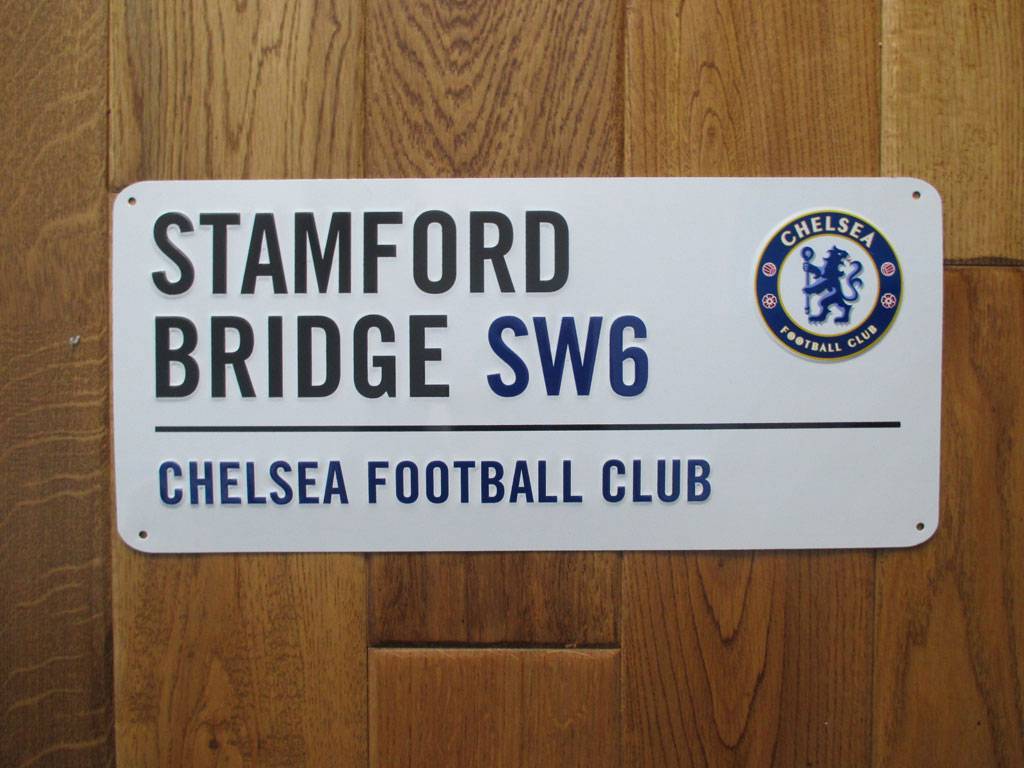 STAMFORD
BRIDGE SW6
CHELSEA FOOTBALL CLUB
CHELSEA
FOOTBALL CLUB